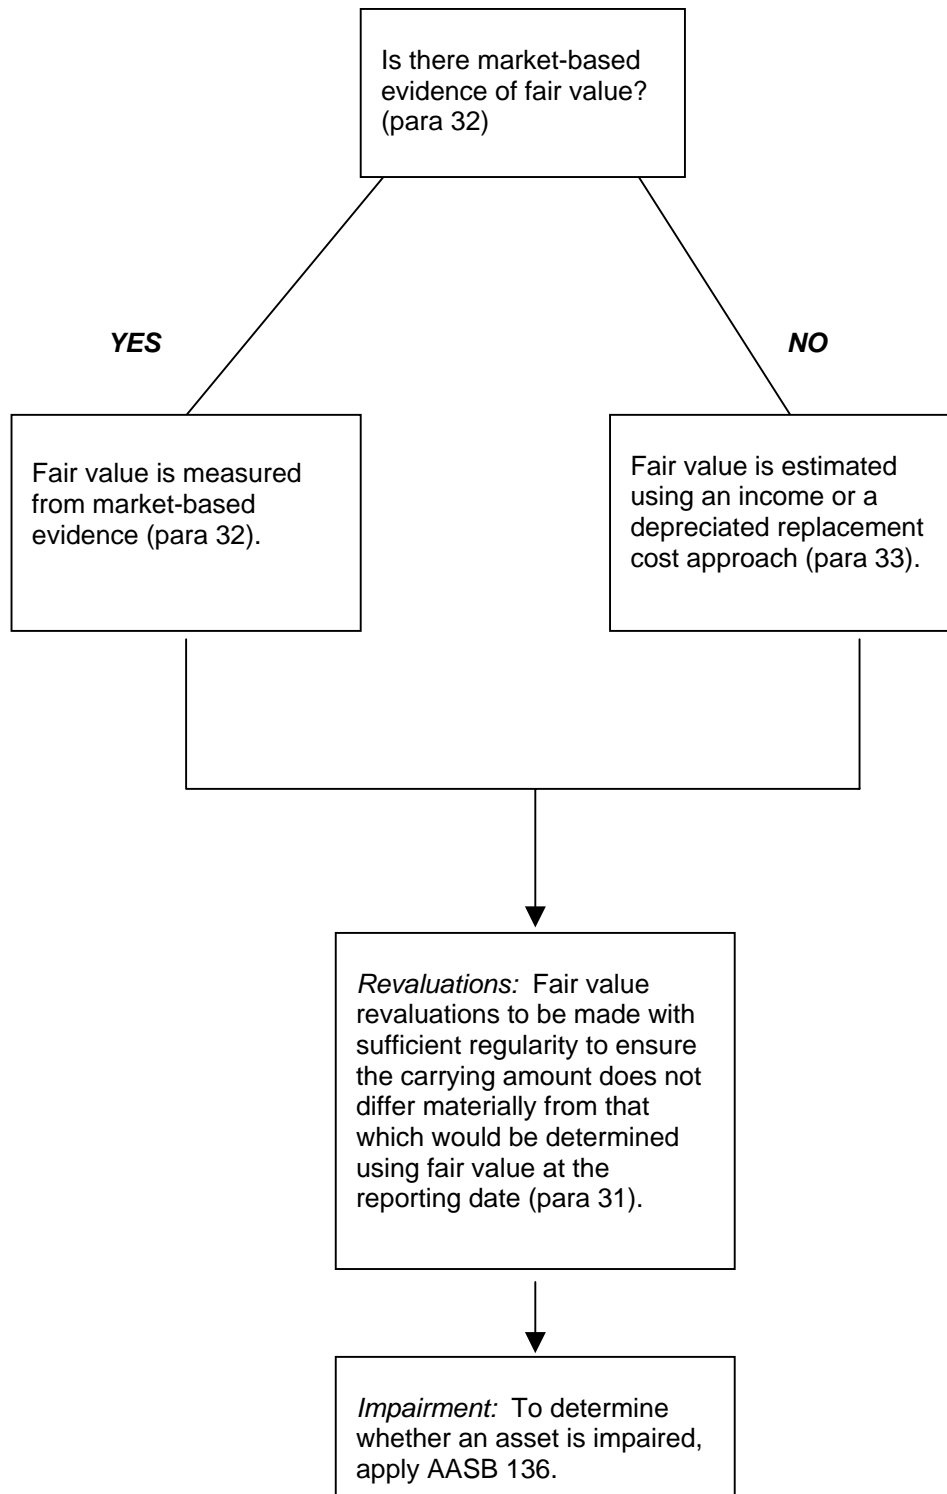 Is there market-based
evidence of fair value?
(para 32)
YES
NO
Fair value is measured
from market-based
evidence (para 32).
Fair value is estimated
using an income or a
depreciated replacement
cost approach (para 33).
Revaluations:  Fair value
revaluations to be made with
sufficient regularity to ensure
the carrying amount does not
differ materially from that
which would be determined
using fair value at the
reporting date (para 31).
Impairment:  To determine
whether an asset is impaired,
apply AASB 136.